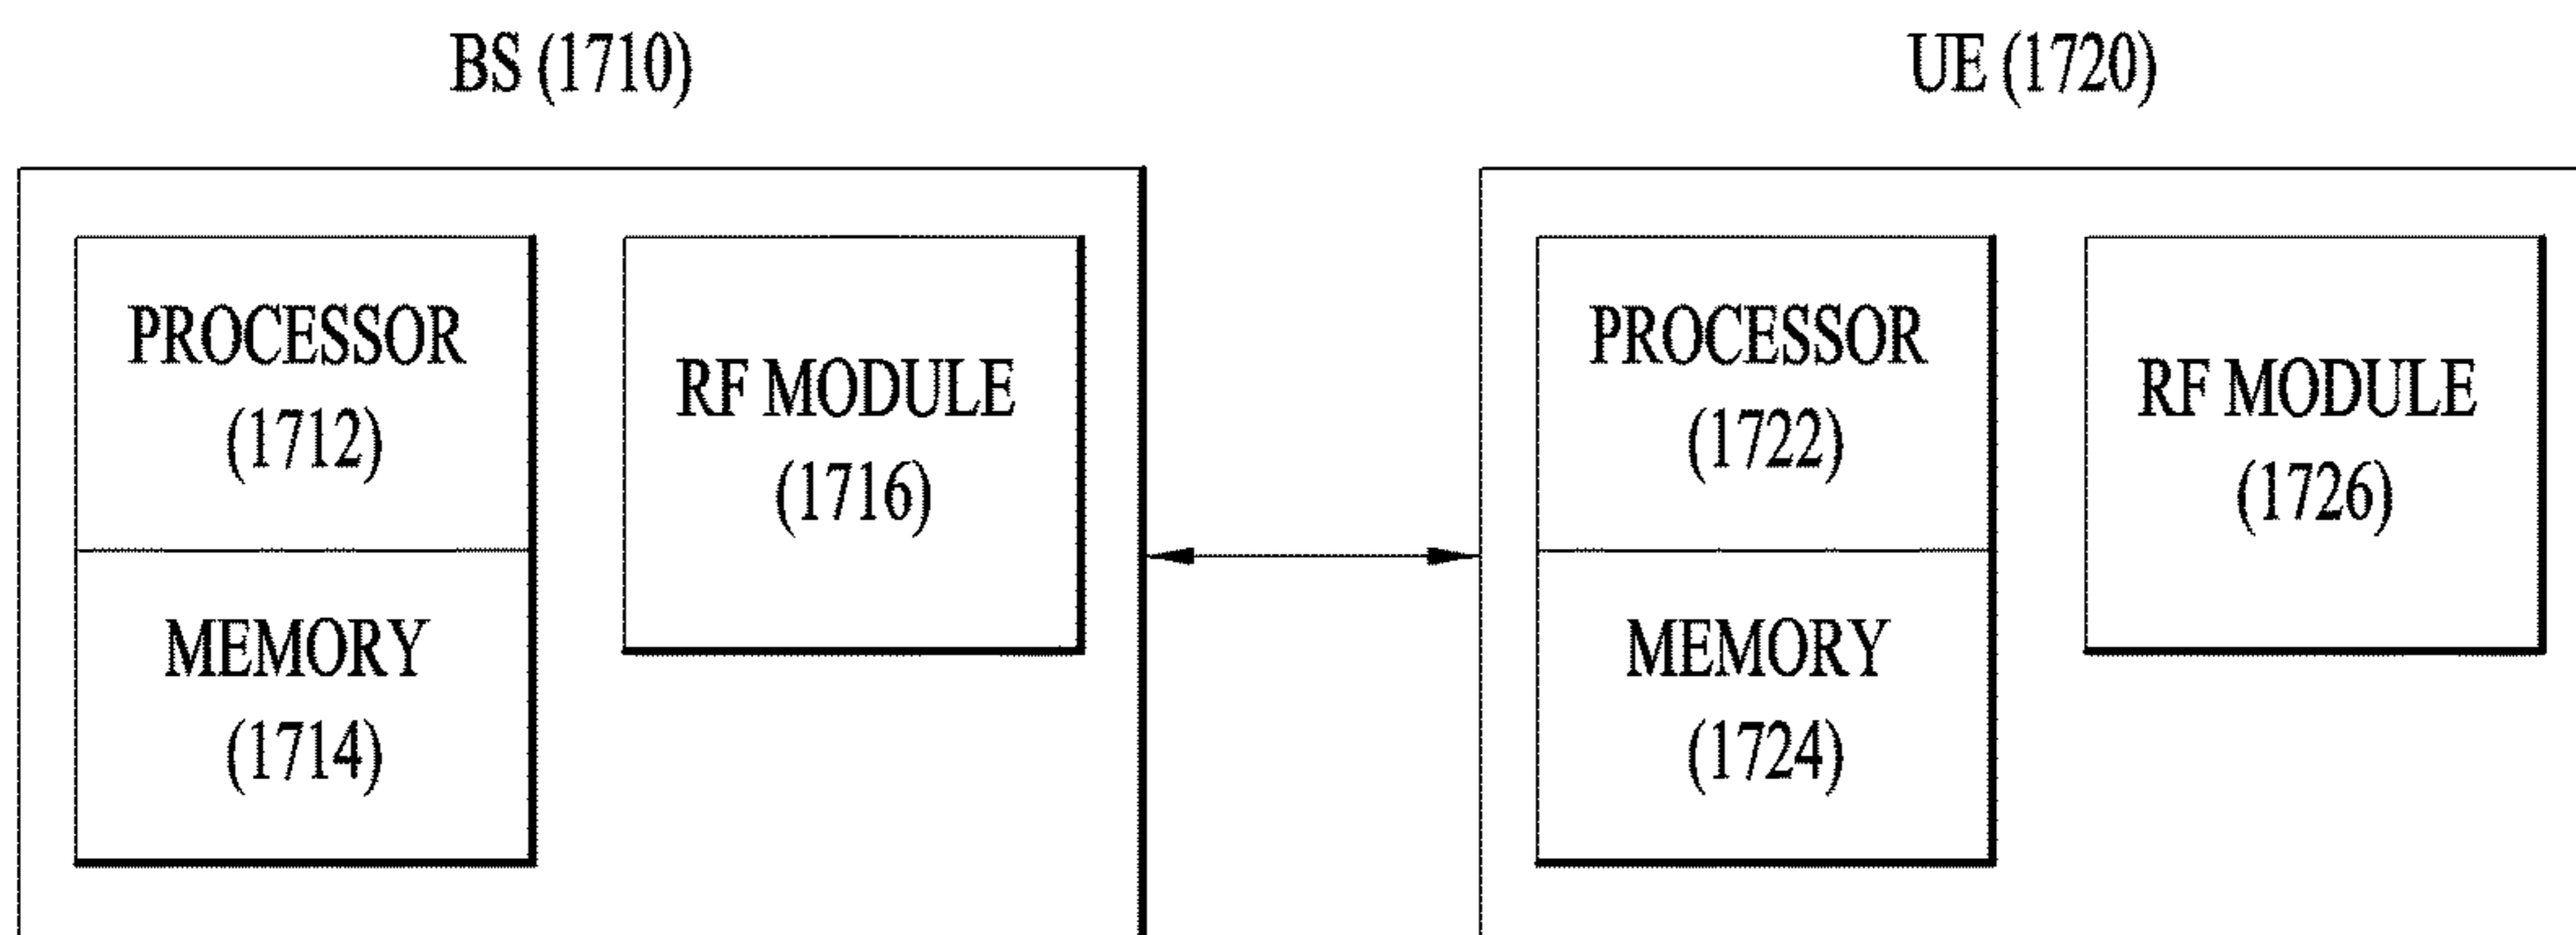 BS (1710)
PROCESSOR
(1712)
MEMORY
(1714)
RF MODULE
(1716)
UE (1720)
PROCESSOR
(1722)
MEMORY
(1724)
RF MODULE
(1726)